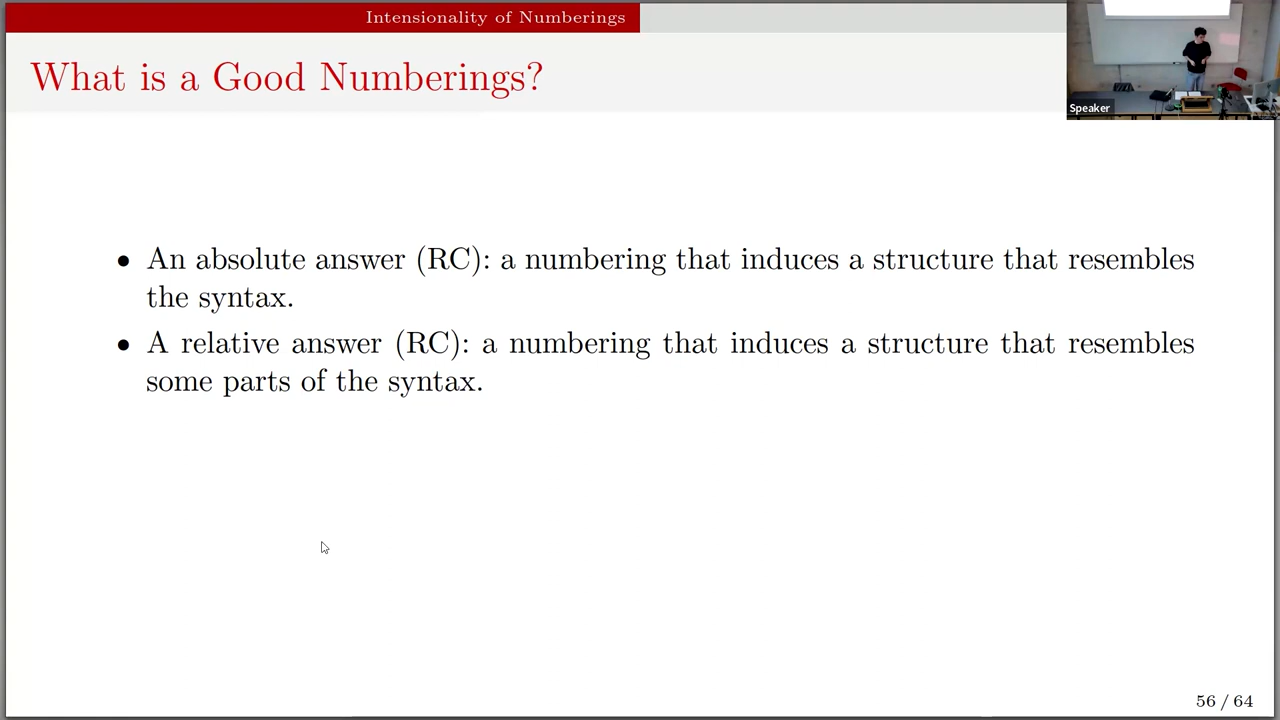 Intensionality of Numberings
What is a Good Numberings?
Speaker
• An absolute answer (RC): a numbering that induces a structure that resembles
the syntax.
• A relative answer (RC): a numbering that induces a structure that resembles
some parts of the syntax.
56 / 64